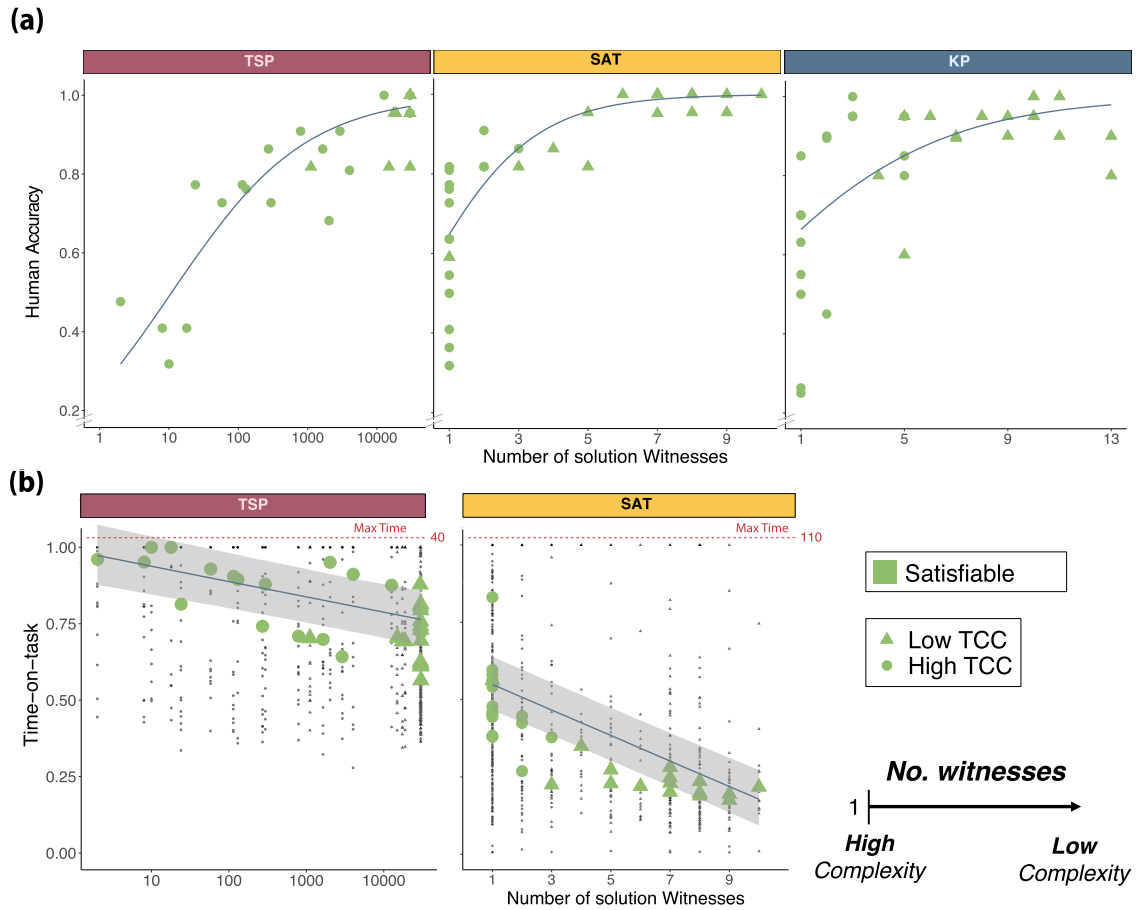 (a)
TSP
SAT
KP
Human Accuracy
1.0
0.8
0.6
0.4
0.2
1
10
100
1000
10000
1
3
5
7
9
1
5
9
13
Number of solution Witnesses
(b)
TSP
SAT
Max Time
40
Max Time
110
Time-on-task
1.00
0.75
0.50
0.25
0.00
10
100
1000
10000
1
3
5
7
9
Number of solution Witnesses
Satisfiable
Low TCC
High TCC
No. witnesses
1
High
Complexity
Low
Complexity